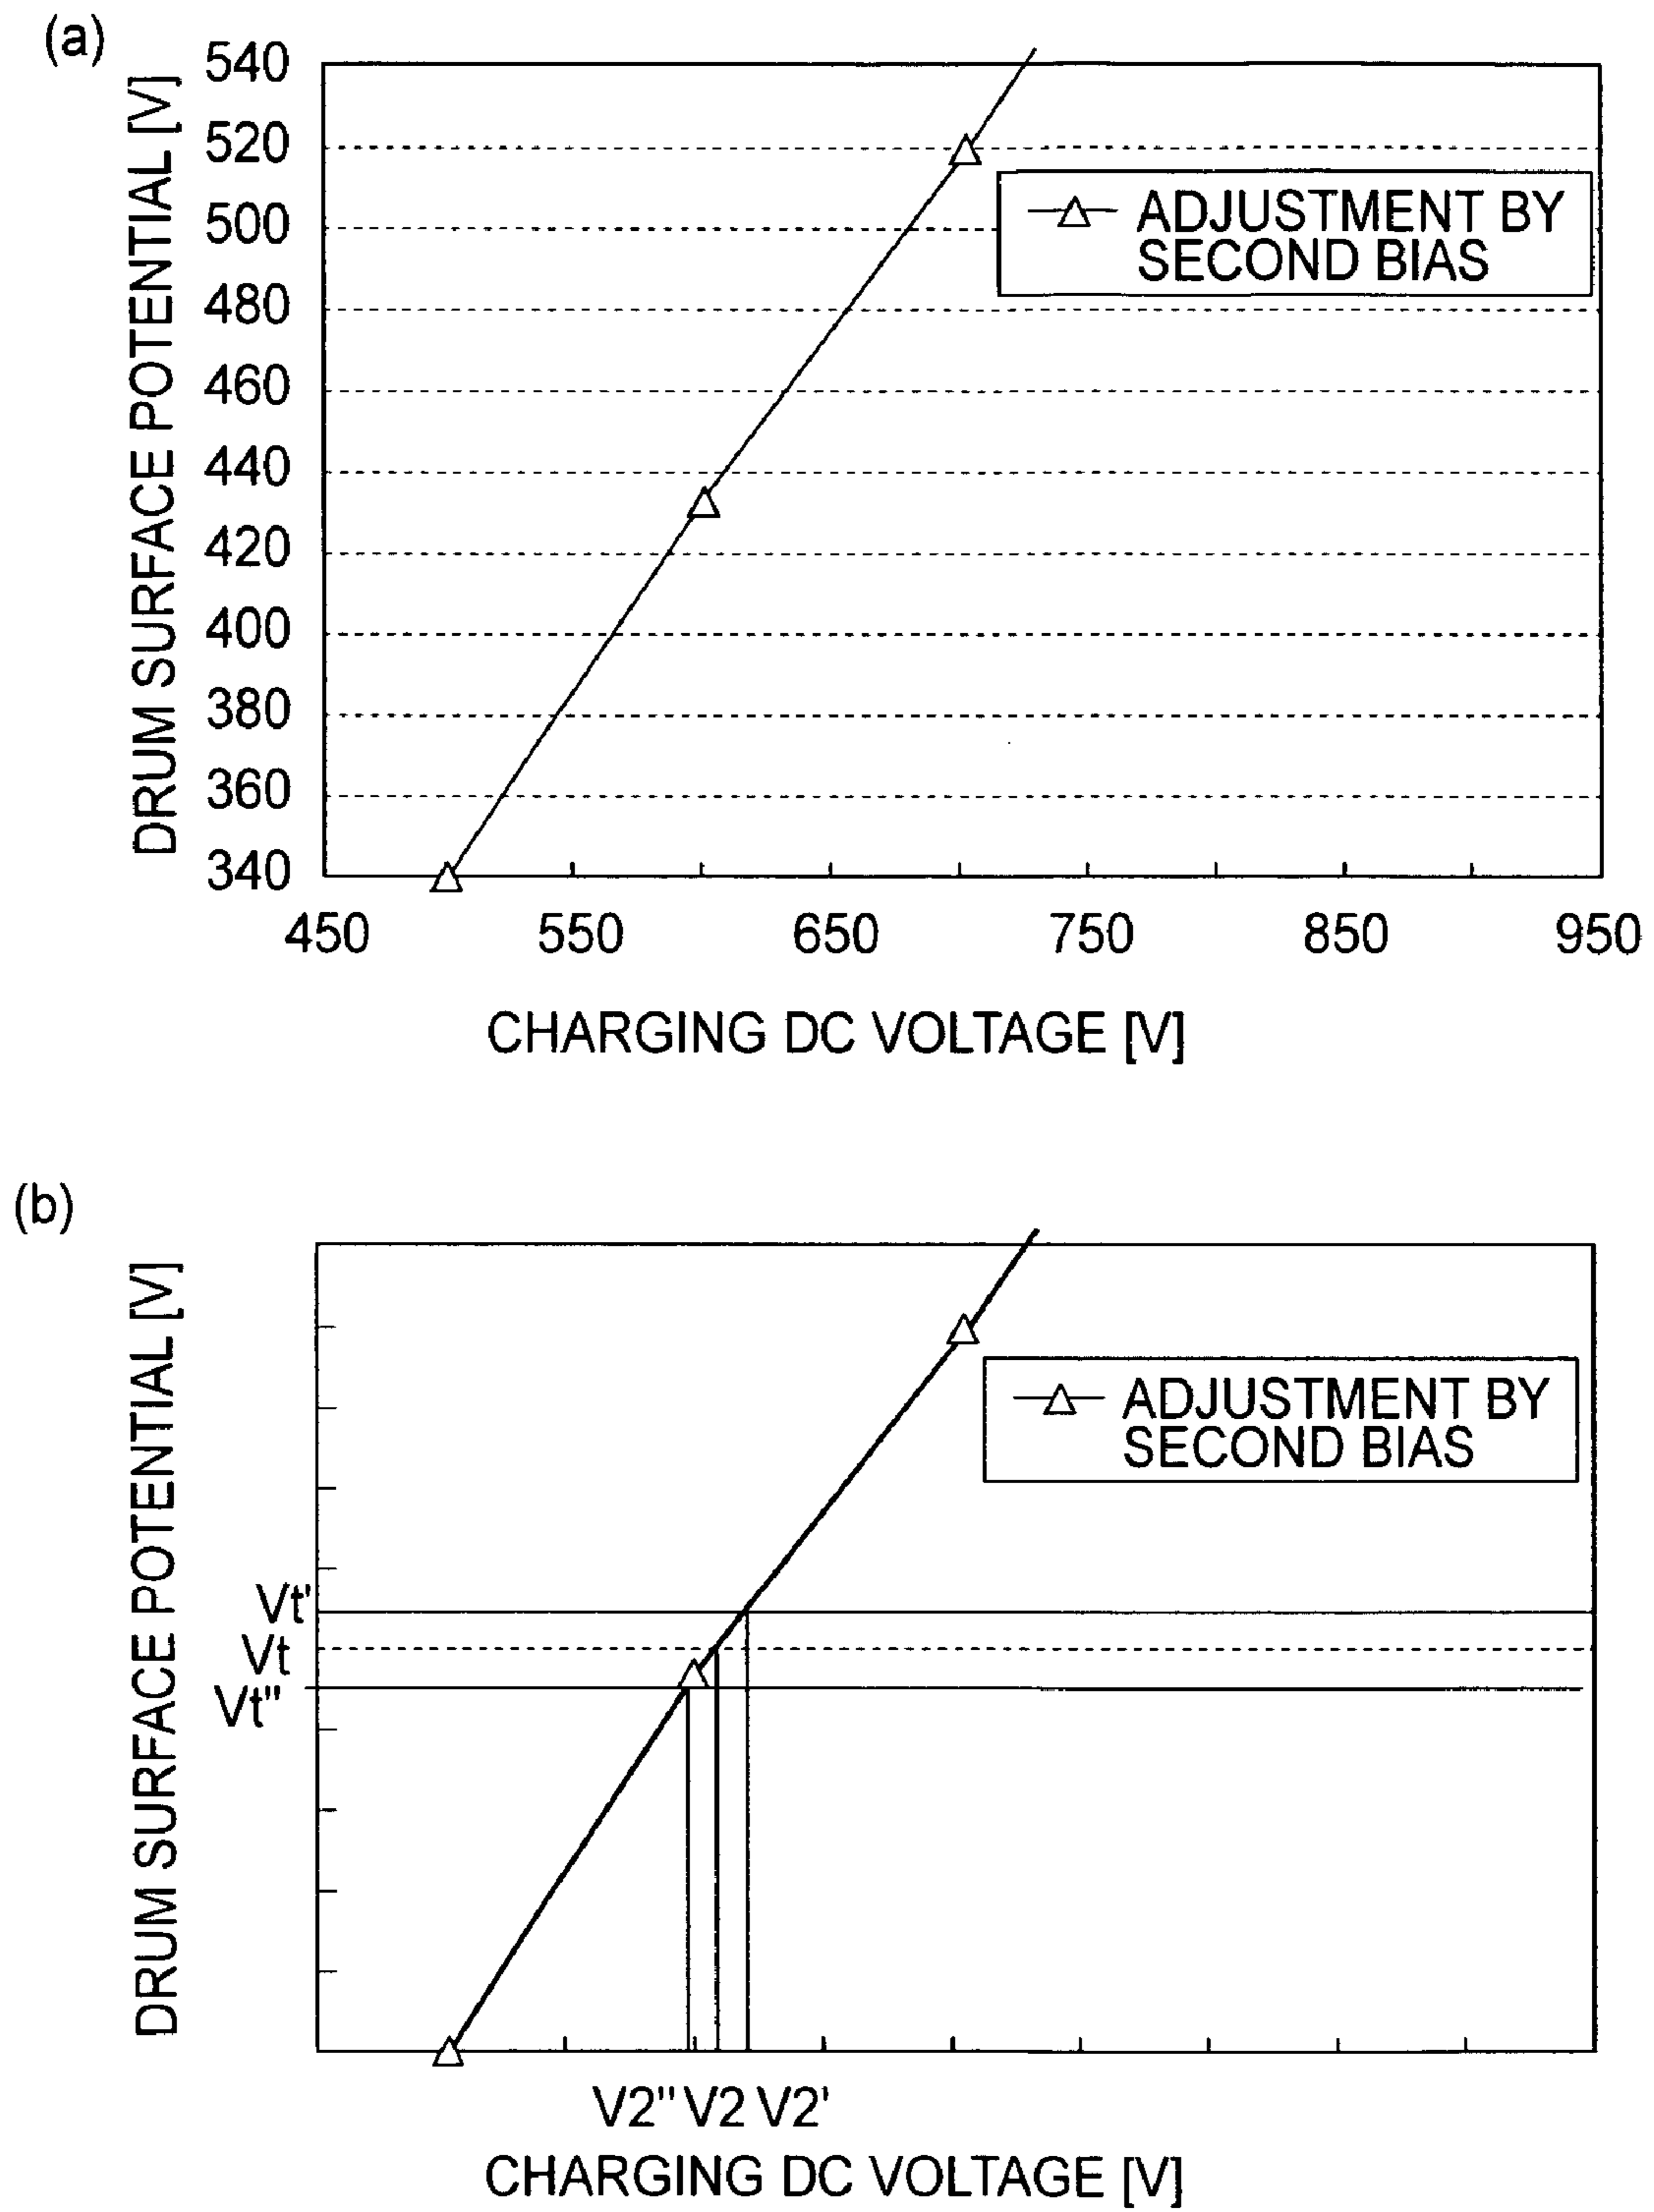 (a)
DRUM SURFACE POTENTIAL [V]
540
520
500
480
460
440
420
400
380
360
340
ADJUSTMENT BY
SECOND BIAS
450 550 650 750 850 950
CHARGING DC VOLTAGE [V]
(b)
DRUM SURFACE POTENTIAL [V]
Vt'
Vt
Vt"
ADJUSTMENT BY
SECOND BIAS
V2" V2 V2'
CHARGING DC VOLTAGE [V]